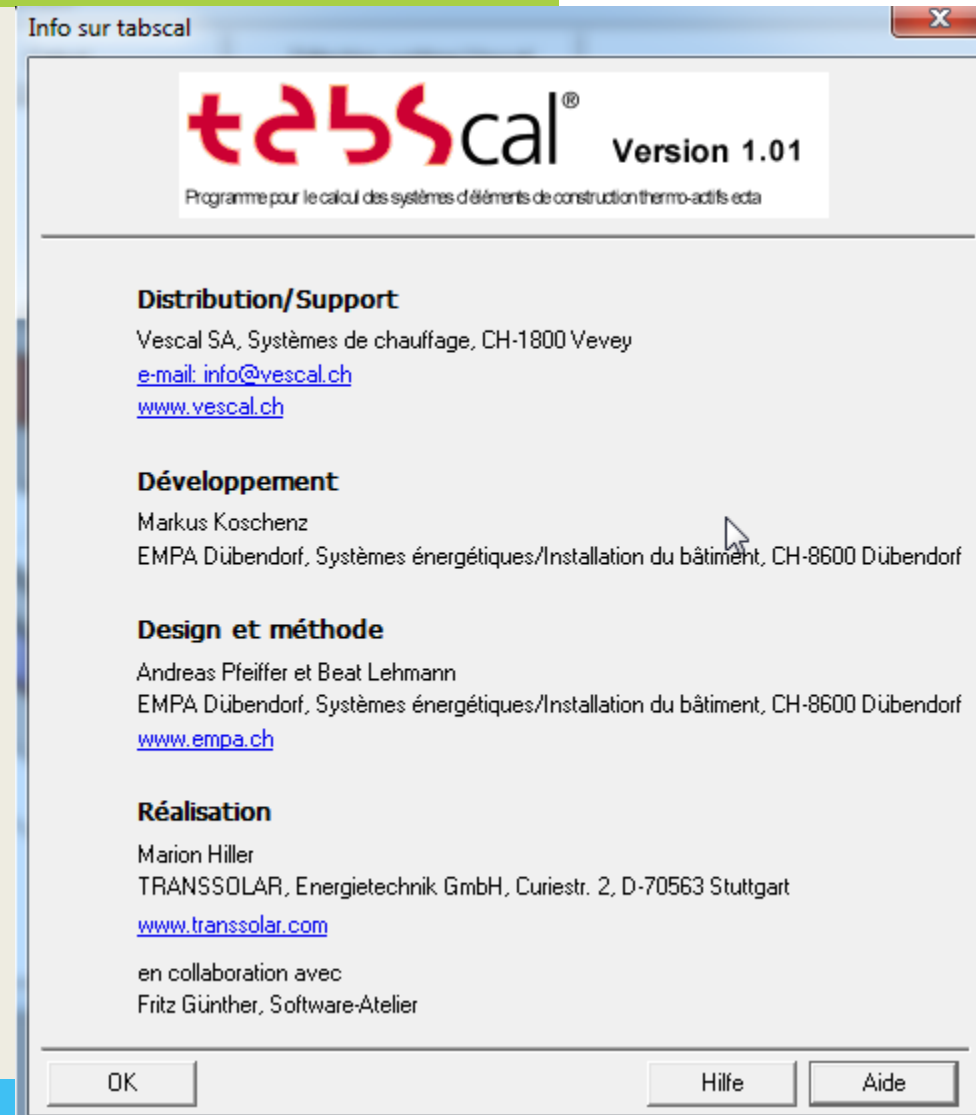 Info sur tabscal
tabscal® Version 1.01
Programme pour le calcul des systèmes d'éléments de construction thermo-actifs ecta
Distribution/Support
Vescal SA, Systèmes de chauffage, CH-1800 Vevey
e-mail: info@vescal.ch
www.vescal.ch
Développement
Markus Koschenz
EMPA Dübendorf, Systèmes énergétiques/Installation du bâtiment, CH-8600 Dübendorf
Design et méthode
Andreas Pfeiffer et Beat Lehmann
EMPA Dübendorf, Systèmes énergétiques/Installation du bâtiment, CH-8600 Dübendorf
www.empa.ch
Réalisation
Marion Hiller
TRANSSOLAR, Energietechnik GmbH, Curiestr. 2, D-70563 Stuttgart
www.transsolar.com
en collaboration avec
Fritz Günther, Software-Atelier
OK Hilfe Aide